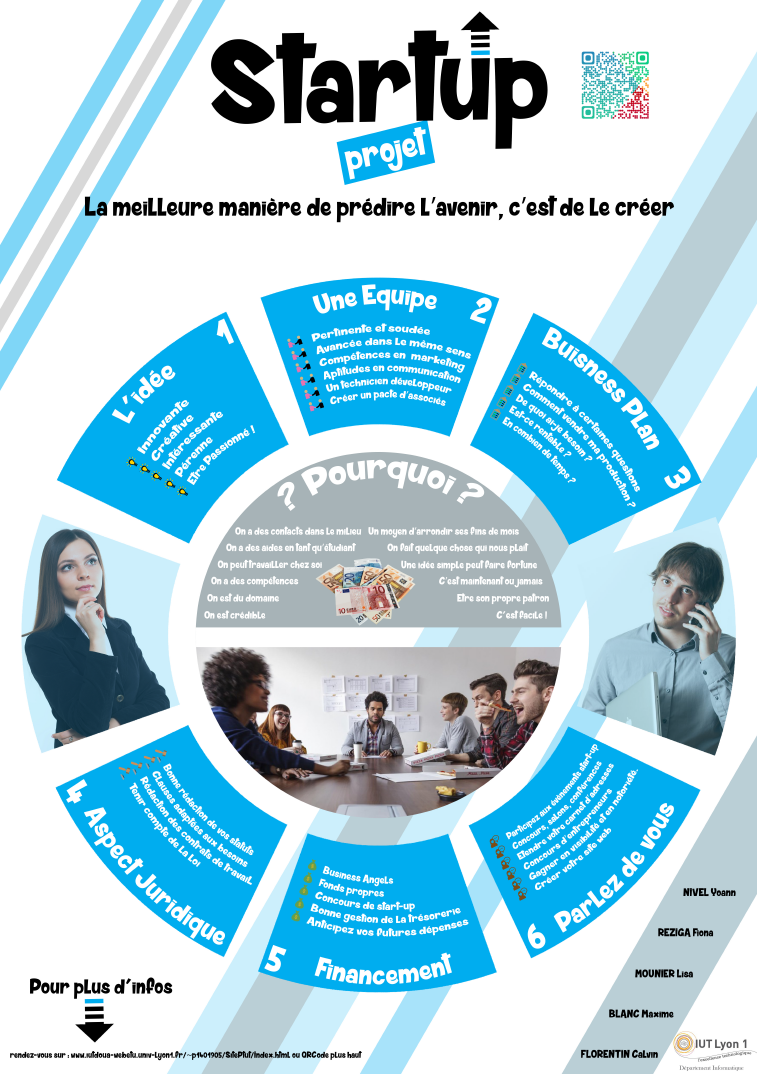 Startup
projet
La meilleure manière de prédire l'avenir, c'est de le créer
1
L'idée
Innovante
Créative
Intéressante
Pérenne
Etre Passionné !
Une Equipe
2
Pertinente et soudée
Avancée dans le même sens
Compétences en marketing
Aptitudes en communication
Un technicien développeur
Créer un pacte d'associés
Buisness Plan
3
Répondre à certaines questions
Comment vendre ma production ?
De quoi ai-je besoin ?
Est-ce rentable ?
En combien de temps ?
? Pourquoi ?
On a des contacts dans le milieu
Un moyen d'arrondir ses fins de mois
On a des aides en tant qu'étudiant
On fait quelque chose qui nous plait
On peut travailler chez soi
Une idée simple peut faire fortune
On a des compétences
C'est maintenant ou jamais
On est du domaine
Etre son propre patron
On est crédible
C'est facile !
4
Aspect Juridique
Bonne rédaction de vos statuts
Clauses adaptées aux besoins
Rédaction des contrats de travail
Tenir compte de La Loi
5
Financement
Business Angels
Fonds propres
Concours de start-up
Bonne gestion de la trésorerie
Anticipez vos futures dépenses
6
Parlez de vous
Participez aux événements start-up
Concours, salons, conférences
Etendre votre carnet d'adresses
Concours d'entrepreneurs
Gagner en visibilité et en notoriété.
Créer votre site web
NIVEL Yoann
REZIGA Fiona
MOUNIER Lisa
BLANC Maxime
FLORENTIN Calvin
Pour plus d'infos
rendez-vous sur : www.iutdoua-webetu.univ-lyon1.fr/~p1401905/SitePtut/index.html ou QRCode plus haut
IUT Lyon 1
l'excellence technologique
Département Informatique